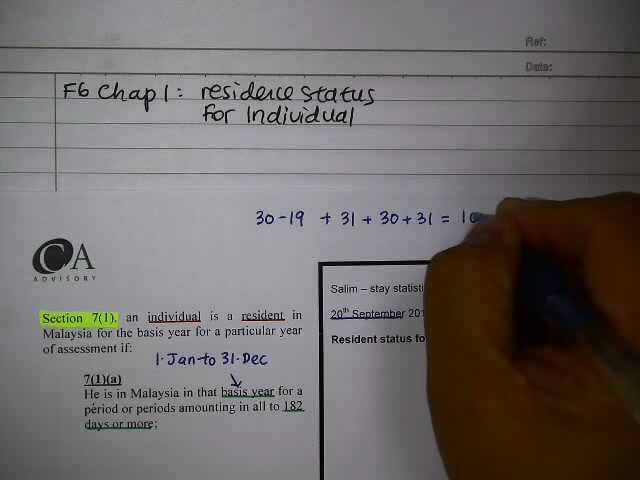 Ref:
Date:
F6 Chap 1: residence status
for Individual
30-19 + 31 + 30 + 31 = 10
CA
ADVISORY
Section 7(1), an individual is a resident in
Malaysia for the basis year for a particular year
of assessment if:
1.Jan to 31.Dec
7(1)(a)
He is in Malaysia in that basis year for a
period or periods amounting in all to 182
days or more;
Salim – stay
20th September
Resident status